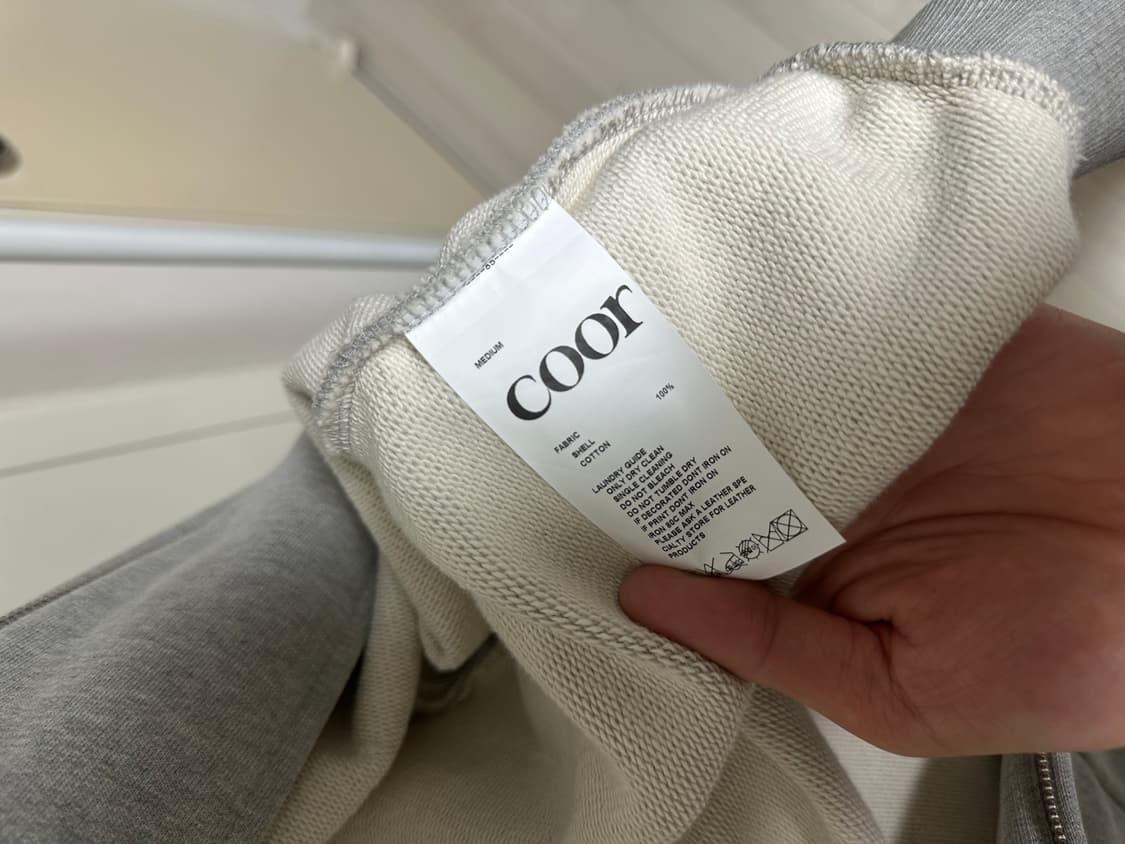 MEDIUM
coor
100%
FABRIC
SHELL
COTTON
LAUNDRY GUIDE
ONLY DRY CLEAN
SINGLE CLEANING
DO NOT BLEACH
DO NOT TUMBLE DRY
IF DECORATED DONT IRON ON
IF PRINT DONT IRON ON
IRON 80C MAX
PLEASE ASK A LEATHER SPE
CIALTY STORE FOR LEATHER
PRODUCTS